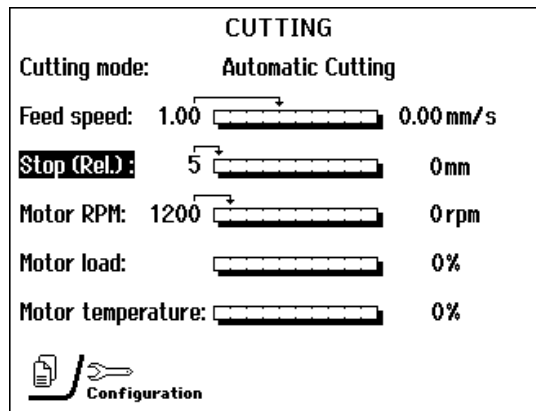 CUTTING
Cutting mode: Automatic Cutting
Feed speed: 1.00 0.00 mm/s
Stop (Rel.) : 5 0 mm
Motor RPM: 1200 0 rpm
Motor load: 0 %
Motor temperature: 0 %
Configuration